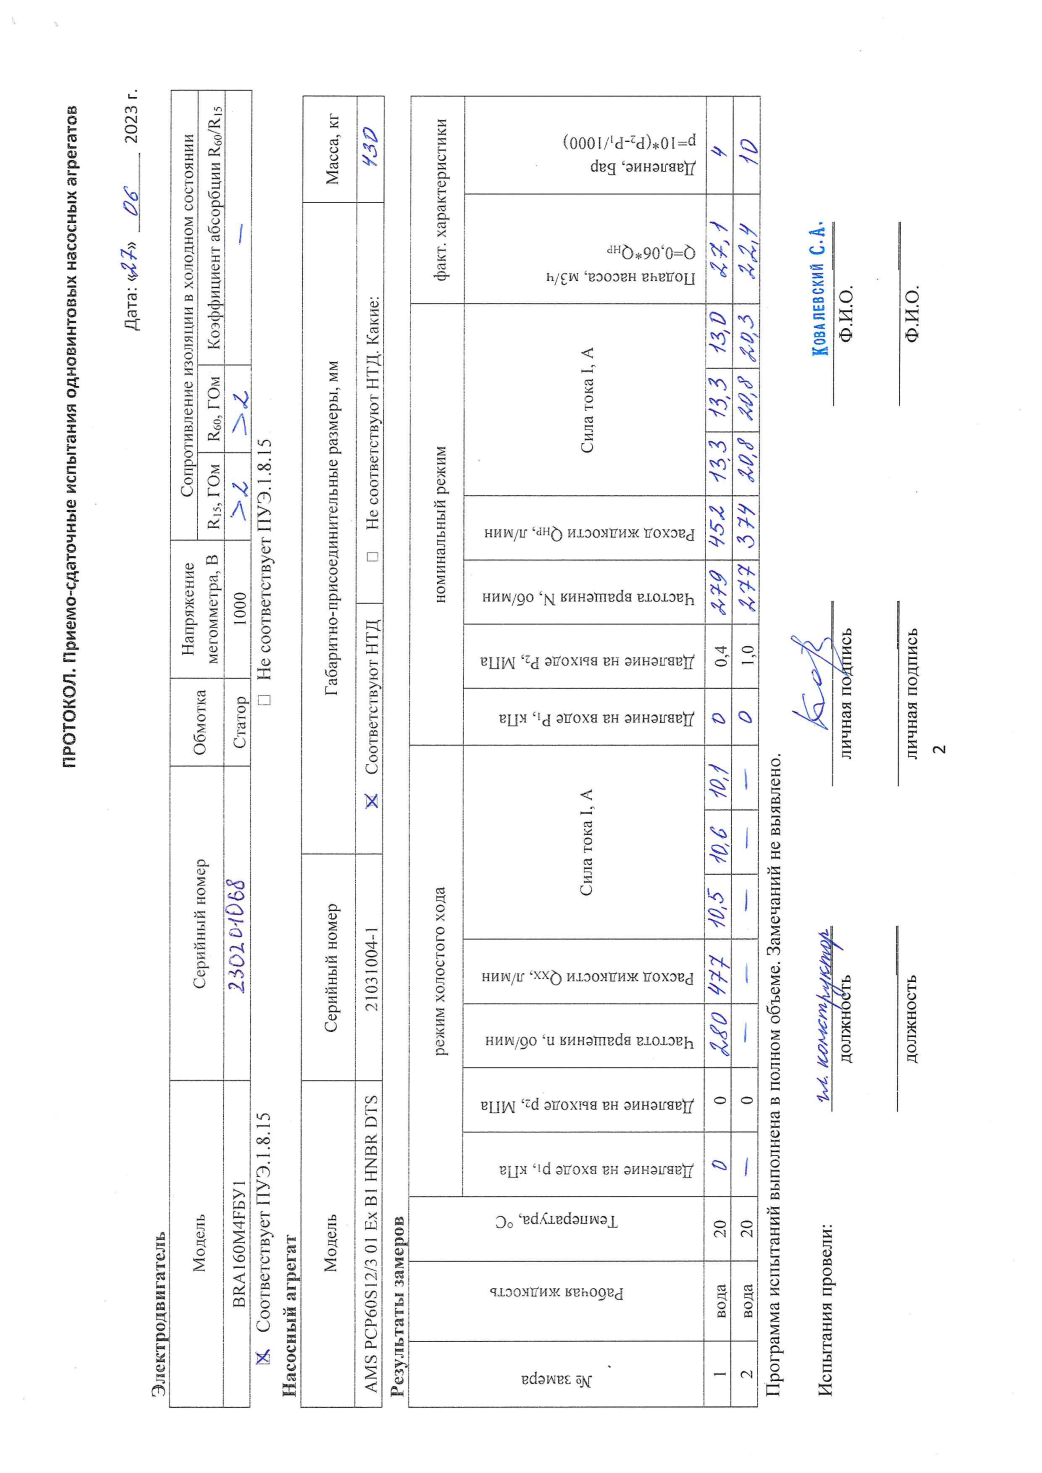 ПРОТОКОЛ. Приемо-сдаточные испытания одновинтовых насосных агрегатов
Дата: «27» 06 2023 г.
Электродвигатель
Модель Серийный номер Обмотка Напряжение мегомметра, В Сопротивление изоляции в холодном состоянии
R15, ГОм R60, ГОм Коэффициент абсорбции R60/R15
BRA160M4FБУ1 230201068 Статор 1000 >2 >2 —
☒ Соответствует ПУЭ.1.8.15 ☐ Не соответствует ПУЭ.1.8.15
Насосный агрегат
Модель Серийный номер Габаритно-присоединительные размеры, мм Масса, кг
AMS PCP60S12/3 01 Ex B1 HNBR DTS 21031004-1 ☒ Соответствуют НТД ☐ Не соответствуют НТД. Какие: 430
Результаты замеров
режим холостого хода номинальный режим факт. характеристики
№ замера Рабочая жидкость Температура, °С Давление на входе p1, кПа Давление на выходе p2, МПа Частота вращения n, об/мин Расход жидкости Qхх, л/мин Сила тока I, А Давление на входе P1, кПа Давление на выходе P2, МПа Частота вращения N, об/мин Расход жидкости Qнр, л/мин Сила тока I, А Подача насоса, м3/ч Q=0,06*Qнр Давление, Бар p=10*(P2-P1/1000)
1 вода 20 0 0 280 477 10,5 10,6 10,1 0 0,4 279 452 13,3 13,3 13,0 27,1 4
2 вода 20 — 0 — — — — — 0 1,0 277 374 20,8 20,8 20,3 22,4 10
Программа испытаний выполнена в полном объеме. Замечаний не выявлено.
Испытания провели: конструктор КОВАЛЕВСКИЙ С.А.
должность личная подпись Ф.И.О.
должность личная подпись Ф.И.О.
2